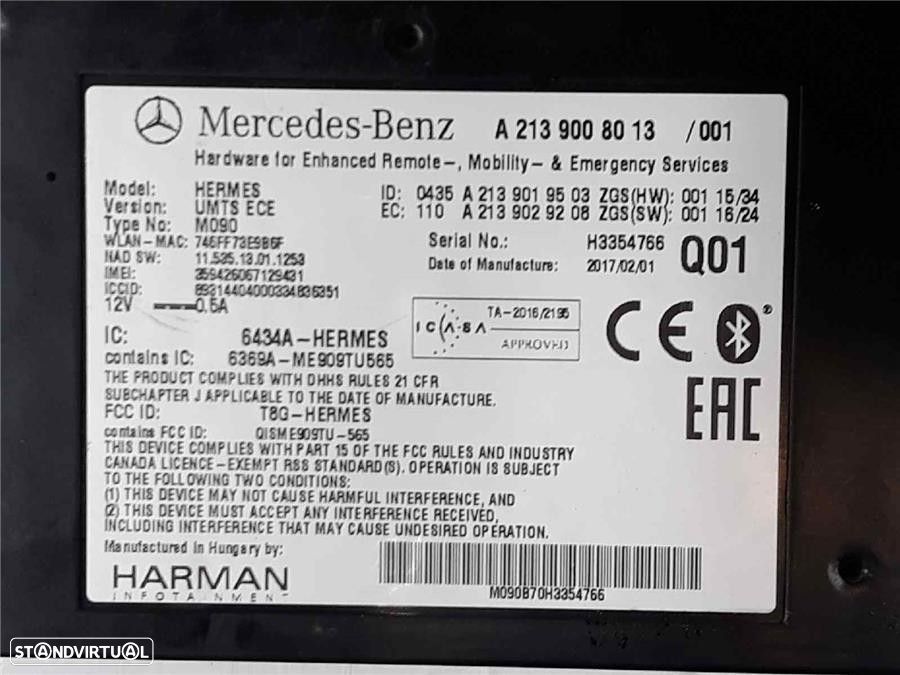 Mercedes-Benz A 213 900 80 13 /001
Hardware for Enhanced Remote-, Mobility- & Emergency Services
Model: HERMES ID: 0435 A 213 901 95 03 ZGS(HW): 001 15/34
Version: UMTS ECE EC: 110 A 213 902 92 08 ZGS(SW): 001 16/24
Type No: M090
WLAN-MAC: 746FF73E9B6F Serial No.: H3354766 Q01
NAD SW: 11.535.13.01.1253 Date of Manufacture: 2017/02/01
IMEI: 359426067129431
ICCID: 89314404000334836351
12V 0.5A
TA-2016/2195
ICASA
APPROVED
CE
IC: 6434A-HERMES
contains IC: 6369A-ME909TU565
THE PRODUCT COMPLIES WITH DHHS RULES 21 CFR
SUBCHAPTER J APPLICABLE TO THE DATE OF MANUFACTURE.
EAC
FCC ID: T8G-HERMES
contains FCC ID: QISME909TU-565
THIS DEVICE COMPLIES WITH PART 15 OF THE FCC RULES AND INDUSTRY
CANADA LICENCE-EXEMPT RSS STANDARD(S). OPERATION IS SUBJECT
TO THE FOLLOWING TWO CONDITIONS:
(1) THIS DEVICE MAY NOT CAUSE HARMFUL INTERFERENCE, AND
(2) THIS DEVICE MUST ACCEPT ANY INTERFERENCE RECEIVED,
INCLUDING INTERFERENCE THAT MAY CAUSE UNDESIRED OPERATION.
Manufactured in Hungary by:
HARMAN
INFOTAINMENT
M090B70H3354766
STANDVIRTUAL